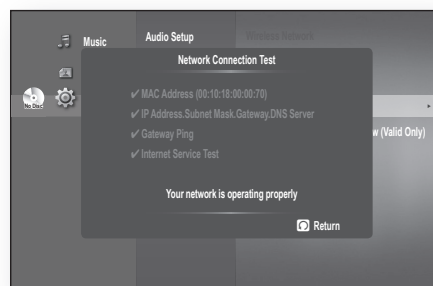 Music
Audio Setup
Wireless Network
Network Connection Test
No Disc
✔ MAC Address (00:10:18:00:00:70)
✔ IP Address.Subnet Mask.Gateway.DNS Server
✔ Gateway Ping
✔ Internet Service Test
w (Valid Only)
Your network is operating properly
Return